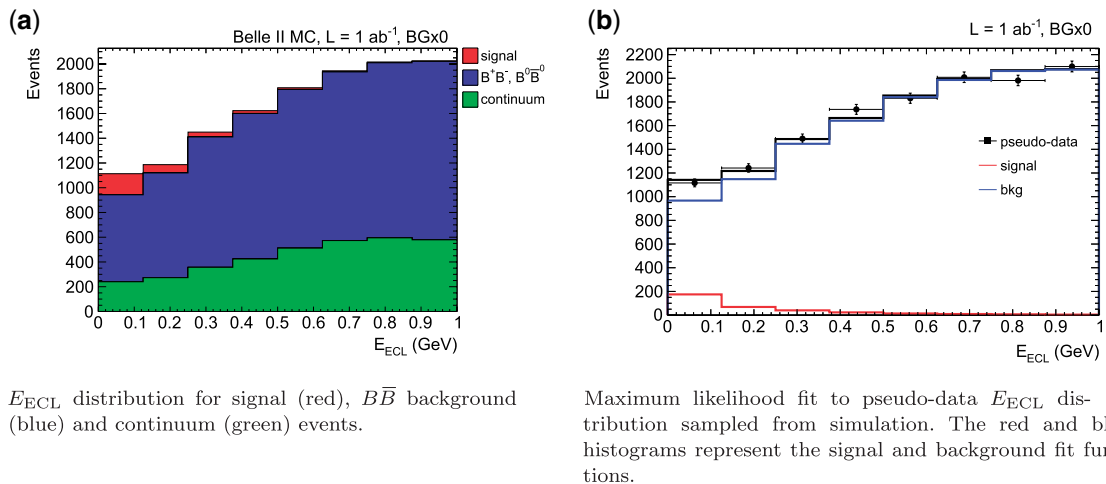 (a)
Belle II MC, L = 1 ab⁻¹, BGx0
Events
2000
1800
1600
1400
1200
1000
800
600
400
200
0
0 0.1 0.2 0.3 0.4 0.5 0.6 0.7 0.8 0.9 1
E_ECL (GeV)
signal
B⁺B⁻, B⁰B̅⁰
continuum
E_ECL distribution for signal (red), BB̅ background
(blue) and continuum (green) events.
(b)
L = 1 ab⁻¹, BGx0
Events
2200
2000
1800
1600
1400
1200
1000
800
600
400
200
0
0 0.1 0.2 0.3 0.4 0.5 0.6 0.7 0.8 0.9 1
E_ECL (GeV)
pseudo-data
signal
bkg
Maximum likelihood fit to pseudo-data E_ECL dis-
tribution sampled from simulation. The red and
histograms represent the signal and background fit
tions.